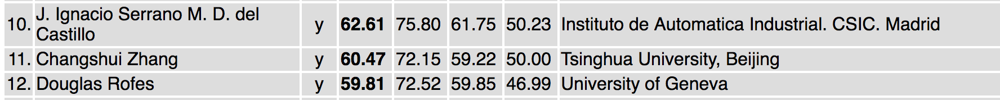 10. J. Ignacio Serrano M. D. del Castillo y 62.61 75.80 61.75 50.23 Instituto de Automatica Industrial. CSIC. Madrid
11. Changshui Zhang y 60.47 72.15 59.22 50.00 Tsinghua University, Beijing
12. Douglas Rofes y 59.81 72.52 59.85 46.99 University of Geneva